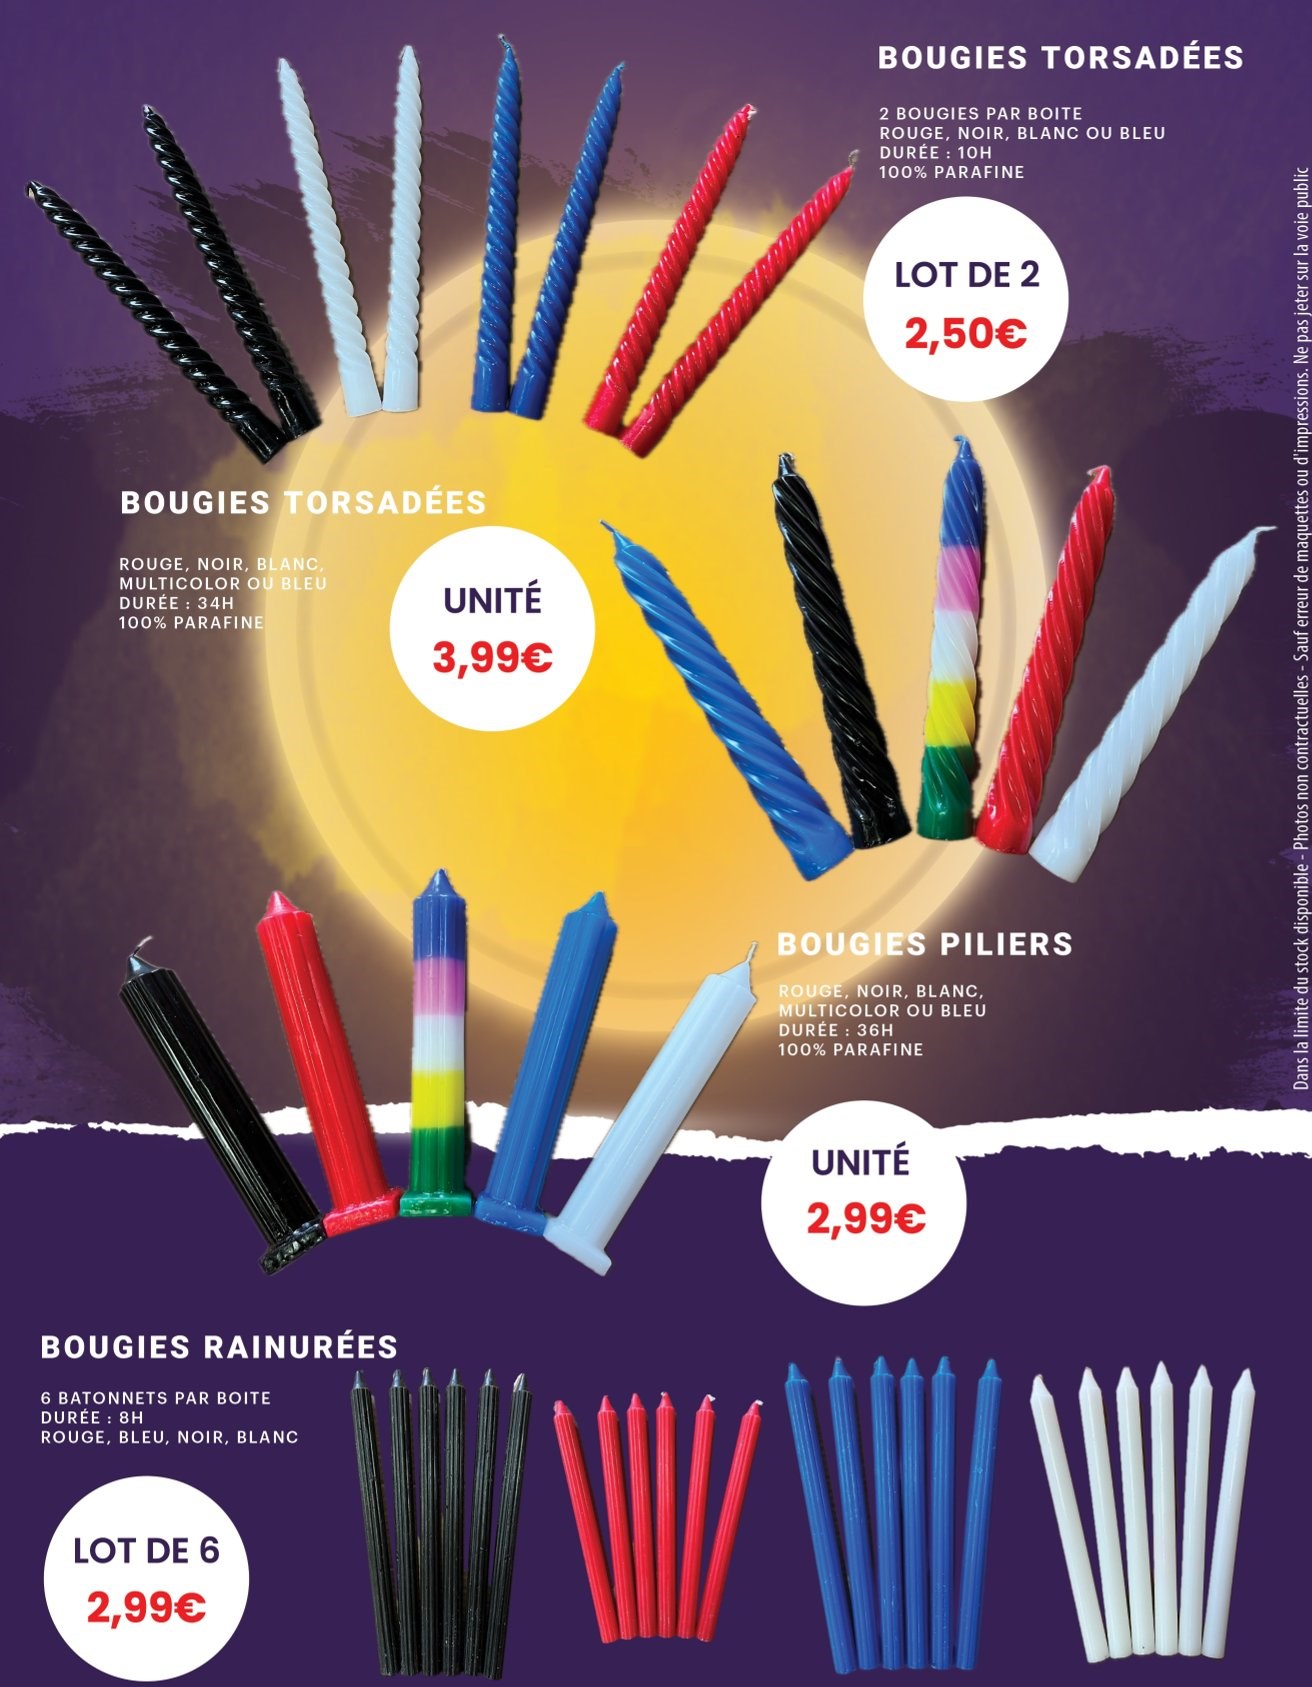 BOUGIES TORSADÉES
2 BOUGIES PAR BOITE
ROUGE, NOIR, BLANC OU BLEU
DURÉE : 10H
100% PARAFINE
LOT DE 2
2,50€
BOUGIES TORSADÉES
ROUGE, NOIR, BLANC,
MULTICOLOR OU BLEU
DURÉE : 34H
100% PARAFINE
UNITÉ
3,99€
BOUGIES PILIERS
ROUGE, NOIR, BLANC,
MULTICOLOR OU BLEU
DURÉE : 36H
100% PARAFINE
UNITÉ
2,99€
BOUGIES RAINURÉES
6 BATONNETS PAR BOITE
DURÉE : 8H
ROUGE, BLEU, NOIR, BLANC
LOT DE 6
2,99€
Dans la limite du stock disponible - Photos non contractuelles - Sauf erreur de maquettes ou d'impressions. Ne pas jeter sur la voie public